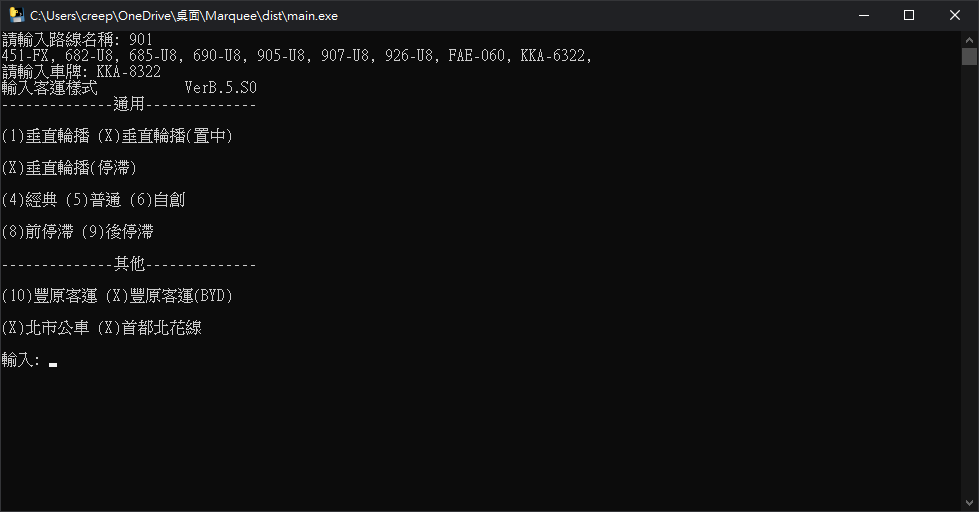 C:\Users\creep\OneDrive\桌面\Marquee\dist\main.exe
請輸入路線名稱: 901
451-FX, 682-U8, 685-U8, 690-U8, 905-U8, 907-U8, 926-U8, FAE-060, KKA-6322,
請輸入車牌: KKA-8322
輸入客運樣式 VerB.5.S0
--------------通用--------------
(1)垂直輪播 (X)垂直輪播(置中)
(X)垂直輪播(停滯)
(4)經典 (5)普通 (6)自創
(8)前停滯 (9)後停滯
--------------其他--------------
(10)豐原客運 (X)豐原客運(BYD)
(X)北市公車 (X)首都北花線
輸入: